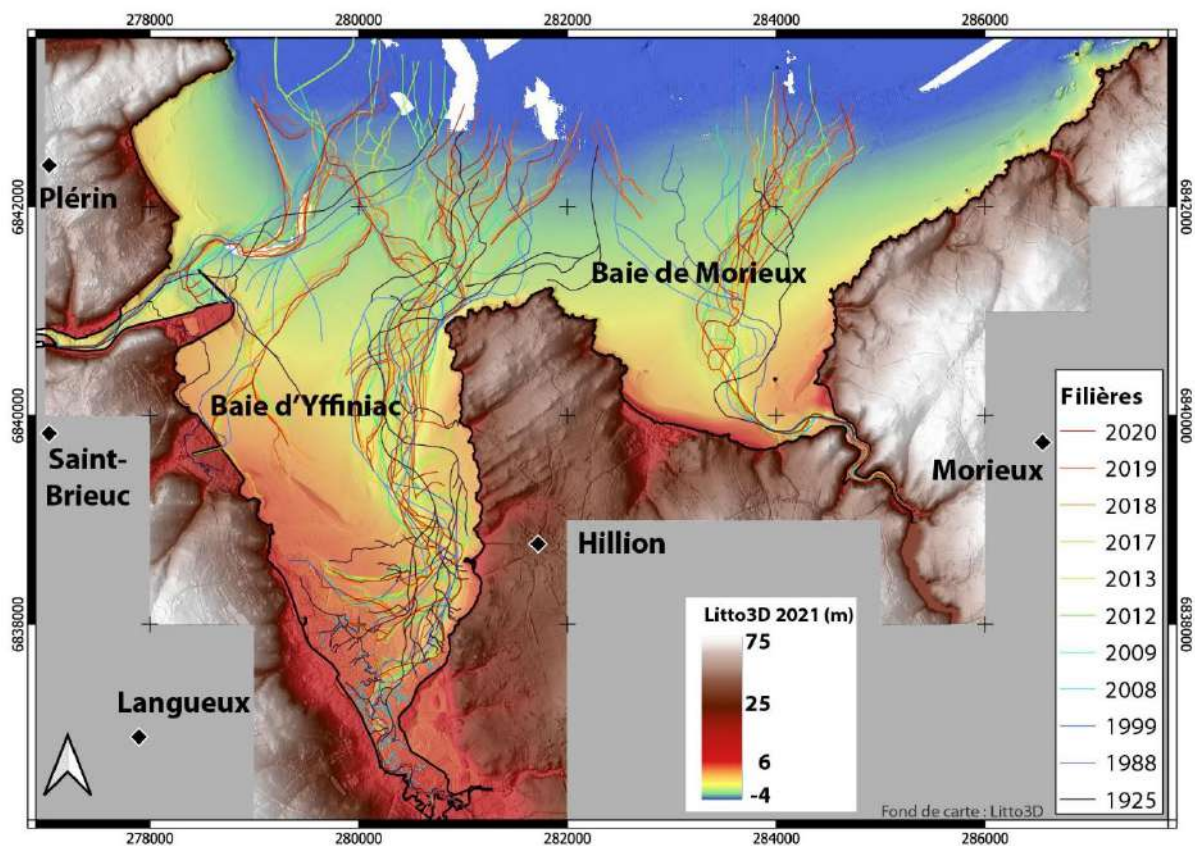 278000 280000 282000 284000 286000
6842000 6842000
Plérin
Baie de Morieux
Baie d'Yffiniac
6840000 6840000
Saint-
Brieuc
Morieux
Hillion
6838000 6838000
Langueux
Filières
2020
2019
2018
2017
2013
2012
2009
2008
1999
1988
1925
Litto3D 2021 (m)
75
25
6
-4
Fond de carte : Litto3D
278000 280000 282000 284000 286000